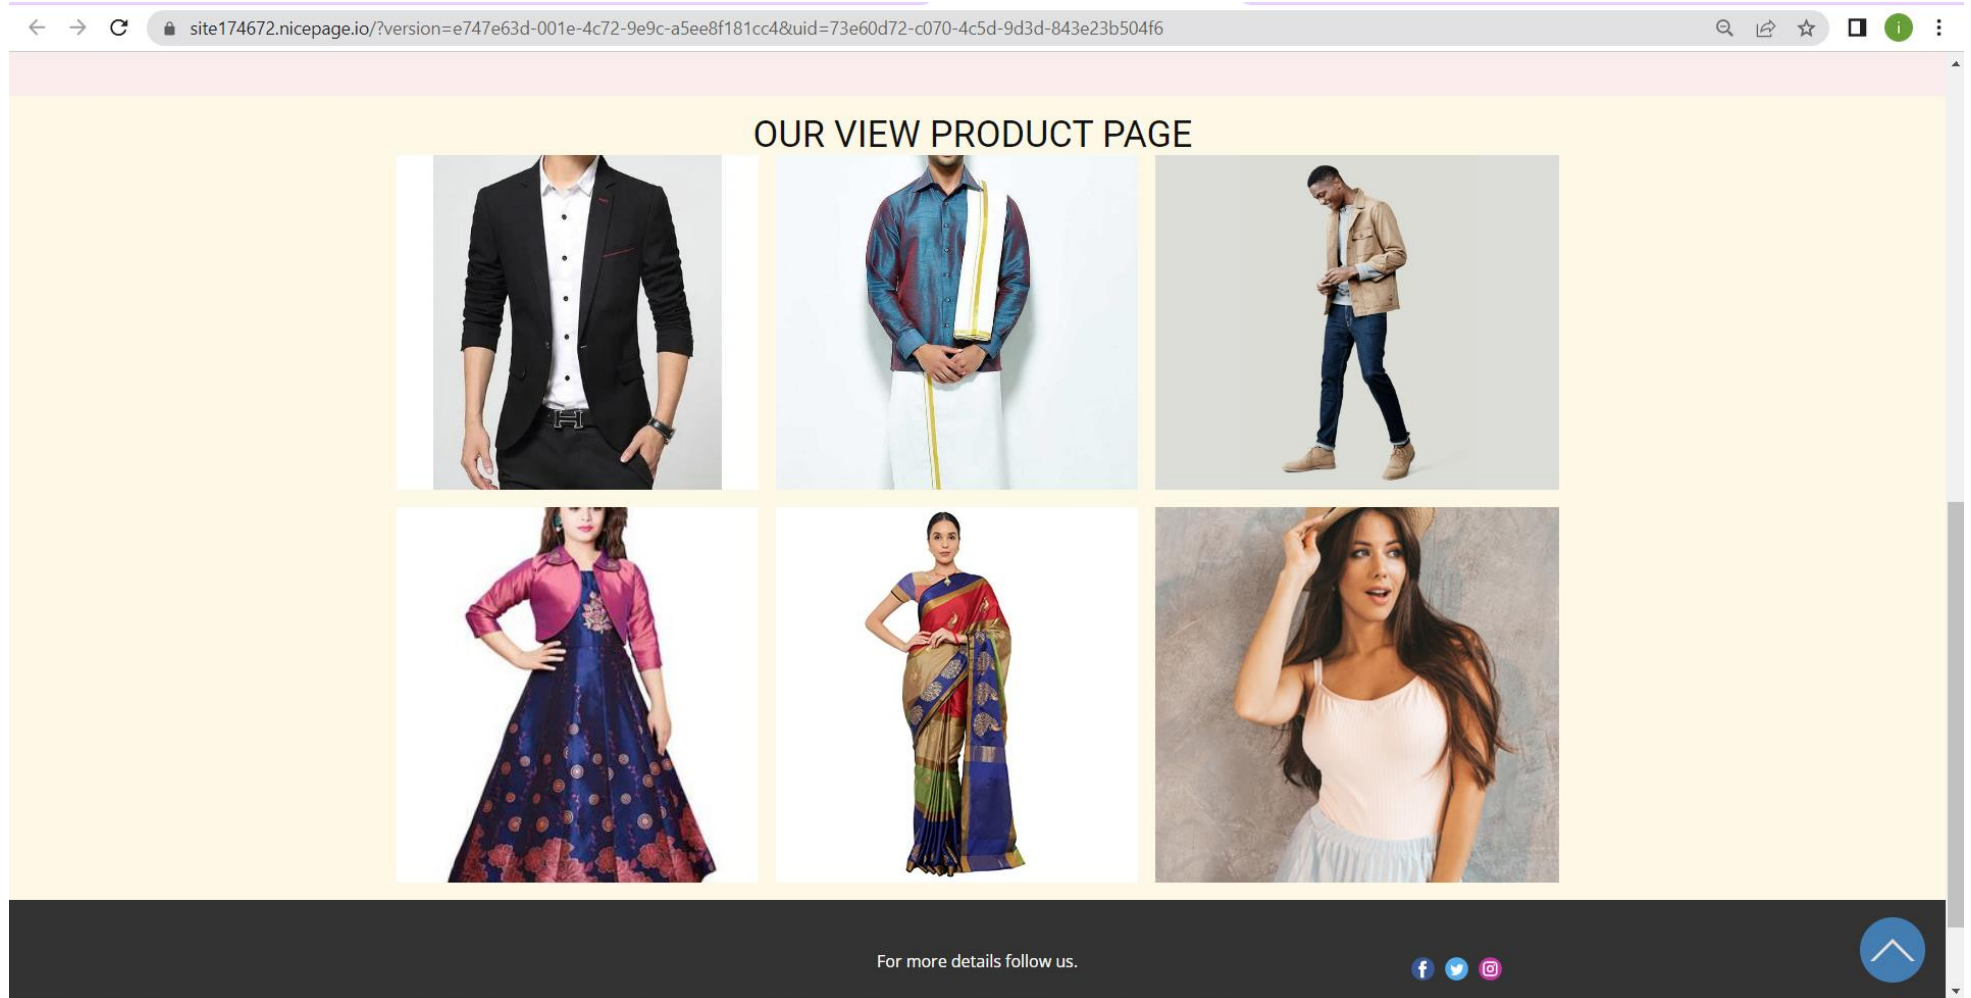 site174672.nicepage.io/?version=e747e63d-001e-4c72-9e9c-a5ee8f181cc4&uid=73e60d72-c070-4c5d-9d3d-843e23b504f6
i
OUR VIEW PRODUCT PAGE
For more details follow us.